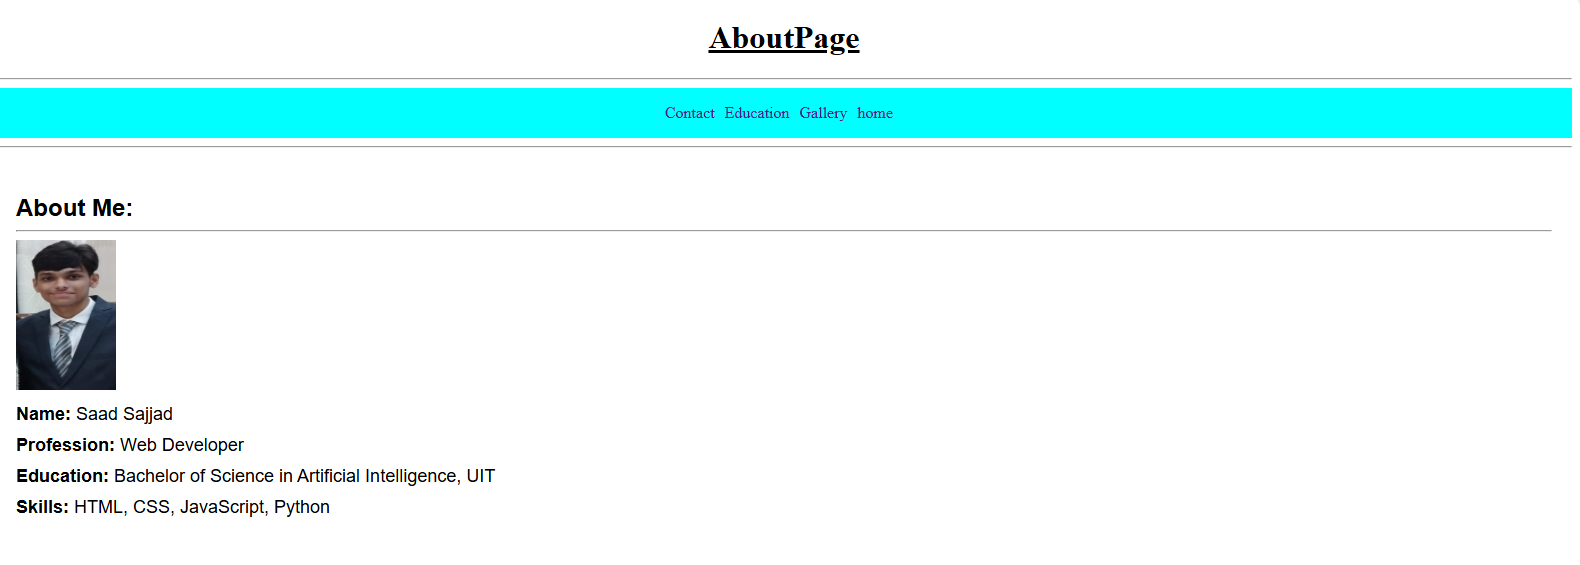 AboutPage
Contact Education Gallery home
About Me:
Name: Saad Sajjad
Profession: Web Developer
Education: Bachelor of Science in Artificial Intelligence, UIT
Skills: HTML, CSS, JavaScript, Python